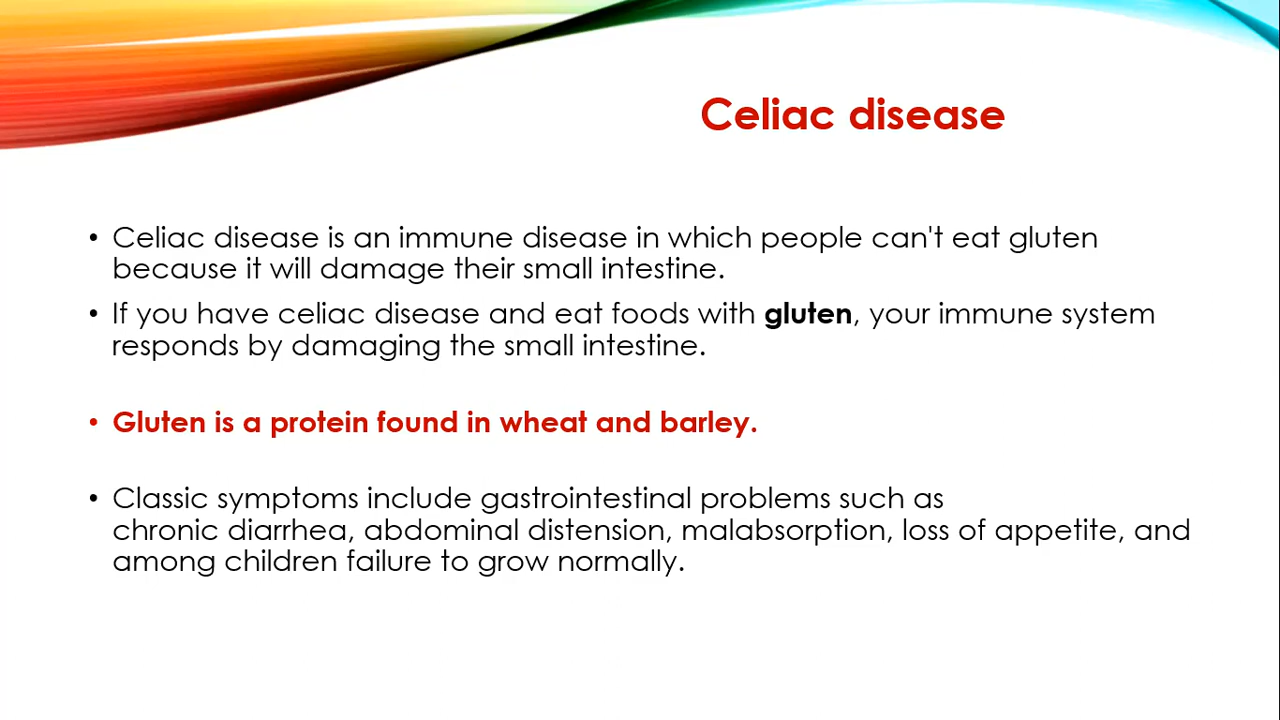 Celiac disease
• Celiac disease is an immune disease in which people can't eat gluten
because it will damage their small intestine.
• If you have celiac disease and eat foods with gluten, your immune system
responds by damaging the small intestine.
• Gluten is a protein found in wheat and barley.
• Classic symptoms include gastrointestinal problems such as
chronic diarrhea, abdominal distension, malabsorption, loss of appetite, and
among children failure to grow normally.